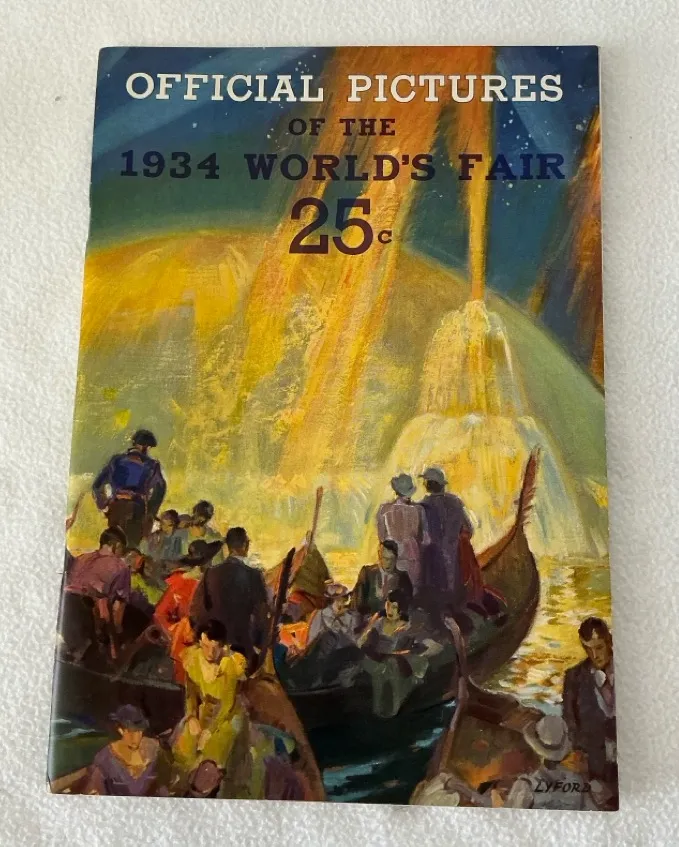 OFFICIAL PICTURES
OF THE
1934 WORLD'S FAIR
25c
LYFORD